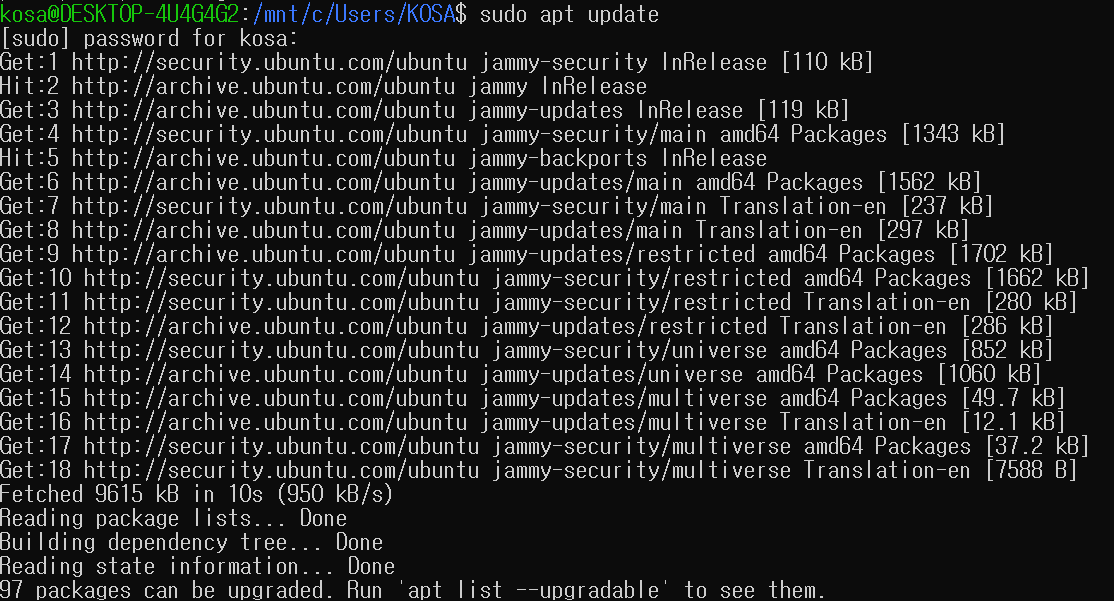 kosa@DESKTOP-4U4G4G2:/mnt/c/Users/KOSA$ sudo apt update
[sudo] password for kosa:
Get:1 http://security.ubuntu.com/ubuntu jammy-security InRelease [110 kB]
Hit:2 http://archive.ubuntu.com/ubuntu jammy InRelease
Get:3 http://archive.ubuntu.com/ubuntu jammy-updates InRelease [119 kB]
Get:4 http://security.ubuntu.com/ubuntu jammy-security/main amd64 Packages [1343 kB]
Hit:5 http://archive.ubuntu.com/ubuntu jammy-backports InRelease
Get:6 http://archive.ubuntu.com/ubuntu jammy-updates/main amd64 Packages [1562 kB]
Get:7 http://security.ubuntu.com/ubuntu jammy-security/main Translation-en [237 kB]
Get:8 http://archive.ubuntu.com/ubuntu jammy-updates/main Translation-en [297 kB]
Get:9 http://archive.ubuntu.com/ubuntu jammy-updates/restricted amd64 Packages [1702 kB]
Get:10 http://security.ubuntu.com/ubuntu jammy-security/restricted amd64 Packages [1662 kB]
Get:11 http://security.ubuntu.com/ubuntu jammy-security/restricted Translation-en [280 kB]
Get:12 http://archive.ubuntu.com/ubuntu jammy-updates/restricted Translation-en [286 kB]
Get:13 http://security.ubuntu.com/ubuntu jammy-security/universe amd64 Packages [852 kB]
Get:14 http://archive.ubuntu.com/ubuntu jammy-updates/universe amd64 Packages [1060 kB]
Get:15 http://archive.ubuntu.com/ubuntu jammy-updates/multiverse amd64 Packages [49.7 kB]
Get:16 http://archive.ubuntu.com/ubuntu jammy-updates/multiverse Translation-en [12.1 kB]
Get:17 http://security.ubuntu.com/ubuntu jammy-security/multiverse amd64 Packages [37.2 kB]
Get:18 http://security.ubuntu.com/ubuntu jammy-security/multiverse Translation-en [7588 B]
Fetched 9615 kB in 10s (950 kB/s)
Reading package lists... Done
Building dependency tree... Done
Reading state information... Done
97 packages can be upgraded. Run 'apt list --upgradable' to see them.